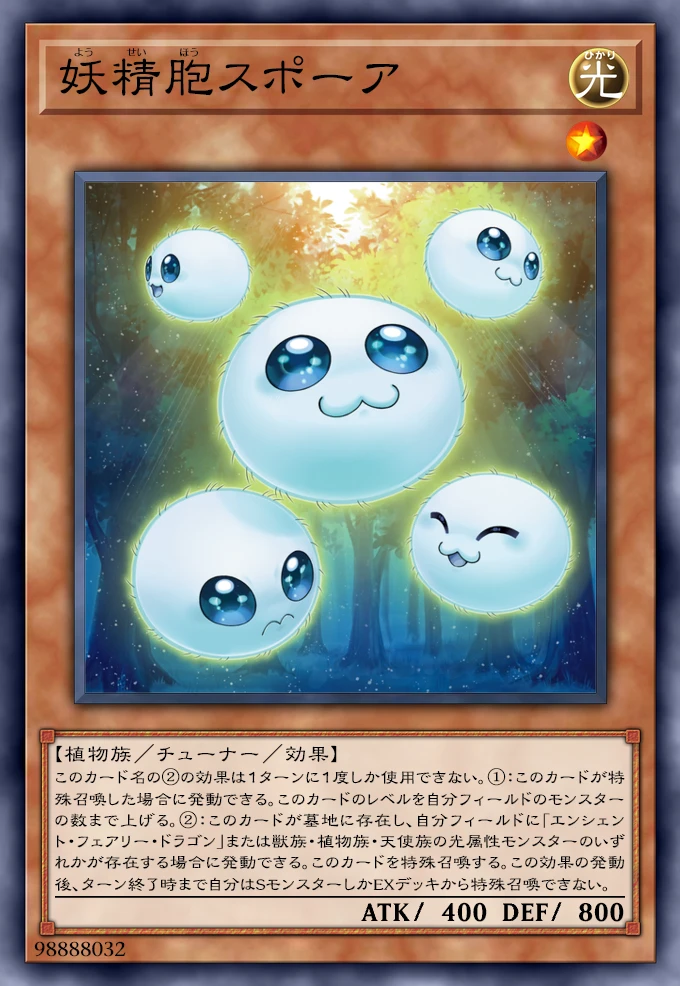 よう せい ほう
妖精胞スポーア
ひかり
光
【植物族／チューナー／効果】
このカード名の②の効果は1ターンに1度しか使用できない。①：このカードが特
殊召喚した場合に発動できる。このカードのレベルを自分フィールドのモンスター
の数まで上げる。②：このカードが墓地に存在し、自分フィールドに「エンシェン
ト・フェアリー・ドラゴン」または獣族・植物族・天使族の光属性モンスターのいず
れかが存在する場合に発動できる。このカードを特殊召喚する。この効果の発動
後、ターン終了時まで自分はSモンスターしかEXデッキから特殊召喚できない。
ATK/ 400 DEF/ 800
98888032